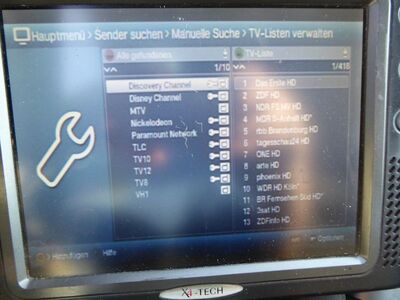 Hauptmenü > Sender suchen > Manuelle Suche > TV-Listen verwalten
Alle gefundenen
1/10
Discovery Channel
Disney Channel
MTV
Nickelodeon
Paramount Network
TLC
TV10
TV12
TV8
VH1
TV-Liste
1/418
1 Das Erste HD
2 ZDF HD
3 NDR FS MV HD
4 MDR S-Anhalt HD*
5 rbb Brandenburg HD
6 tagesschau24 HD
7 ONE HD
8 arte HD
9 phoenix HD
10 WDR HD Köln*
11 BR Fernsehen Süd HD*
12 3sat HD
13 ZDFinfo HD
Hinzufügen
Hilfe
Optionen
TECH